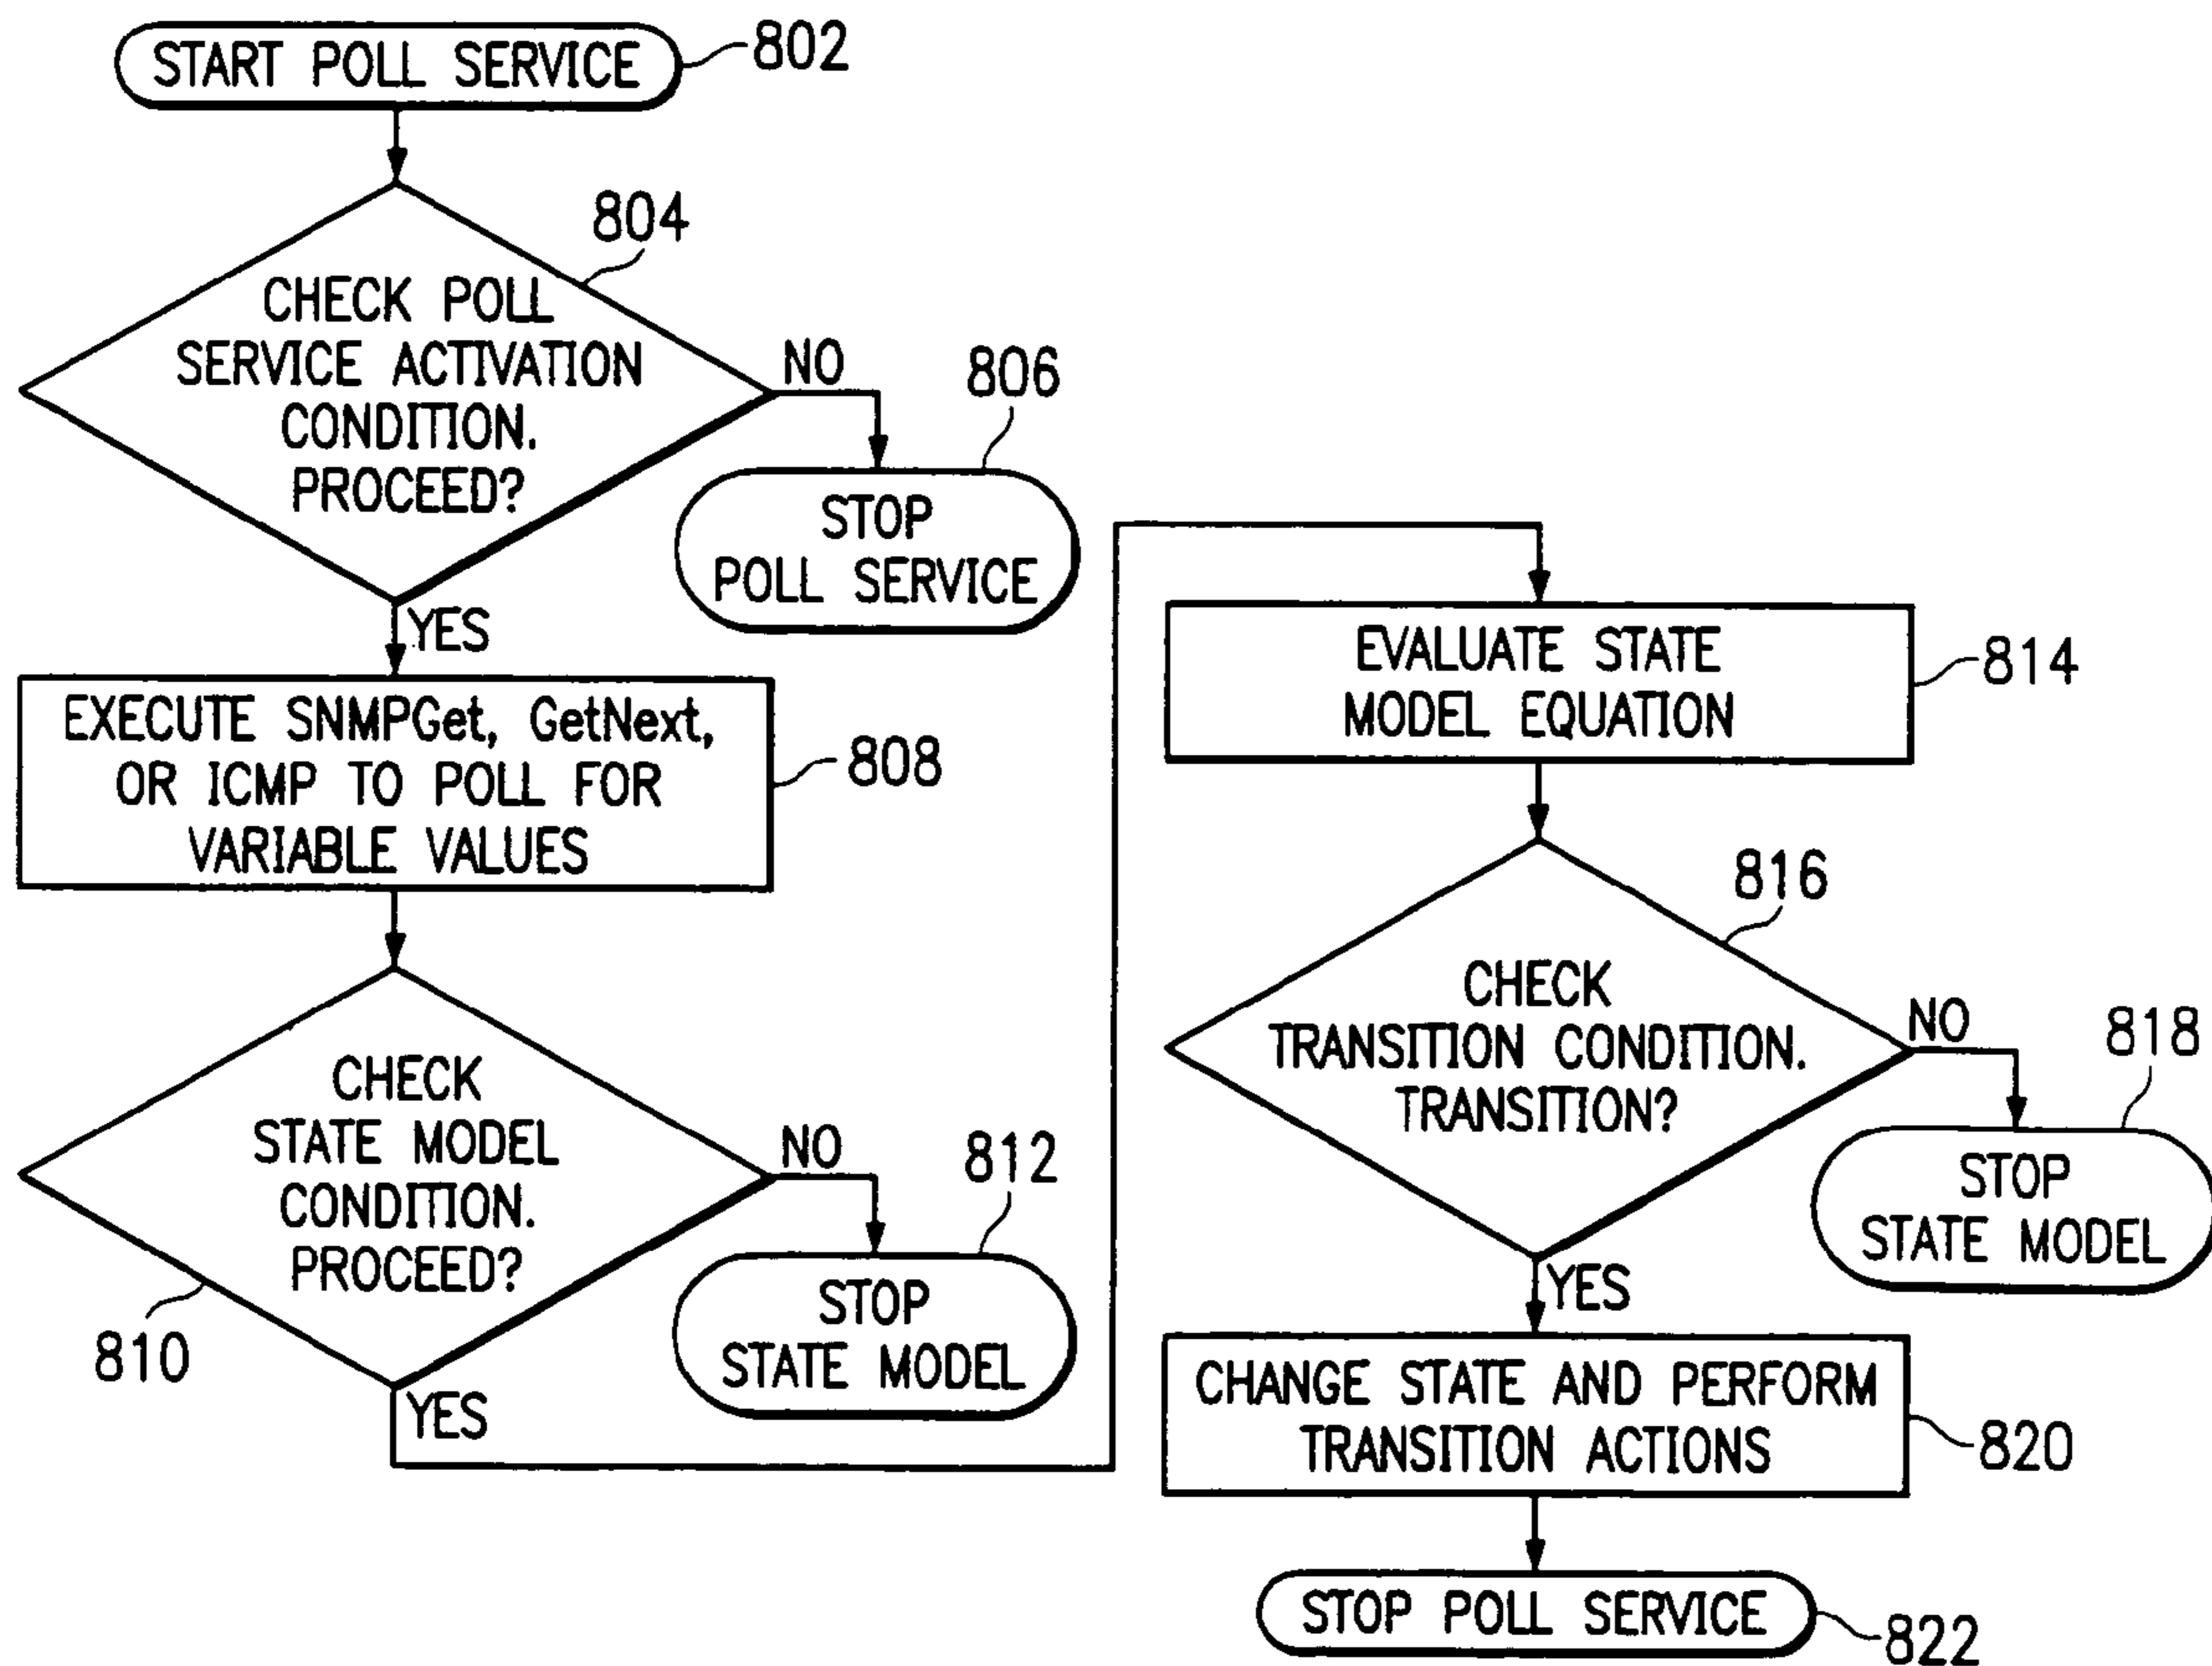 START POLL SERVICE
802
804
CHECK POLL
SERVICE ACTIVATION
CONDITION.
PROCEED?
NO
806
STOP
POLL SERVICE
YES
EXECUTE SNMPGet, GetNext,
OR ICMP TO POLL FOR
VARIABLE VALUES
808
CHECK
STATE MODEL
CONDITION.
PROCEED?
810
NO
812
STOP
STATE MODEL
YES
EVALUATE STATE
MODEL EQUATION
814
816
CHECK
TRANSITION CONDITION.
TRANSITION?
NO
818
STOP
STATE MODEL
YES
CHANGE STATE AND PERFORM
TRANSITION ACTIONS
820
STOP POLL SERVICE
822